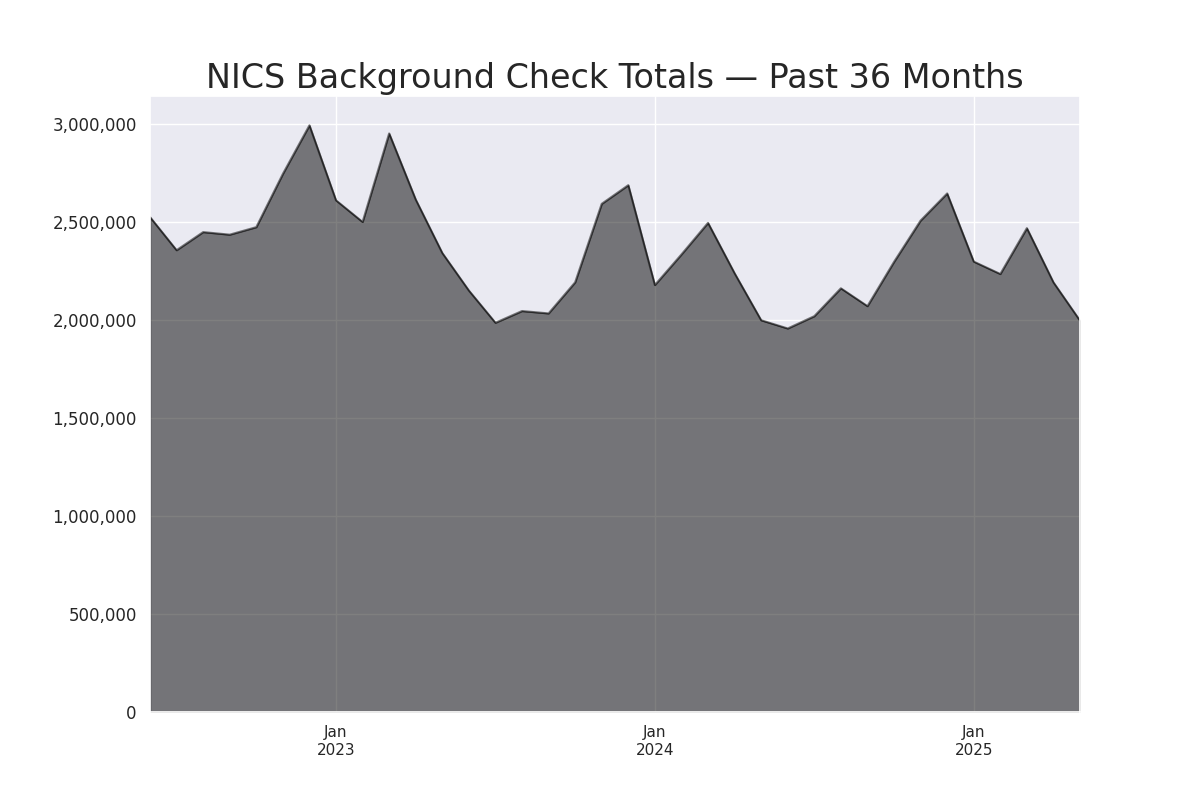 NICS Background Check Totals — Past 36 Months
3,000,000
2,500,000
2,000,000
1,500,000
1,000,000
500,000
0
Jan
2023
Jan
2024
Jan
2025